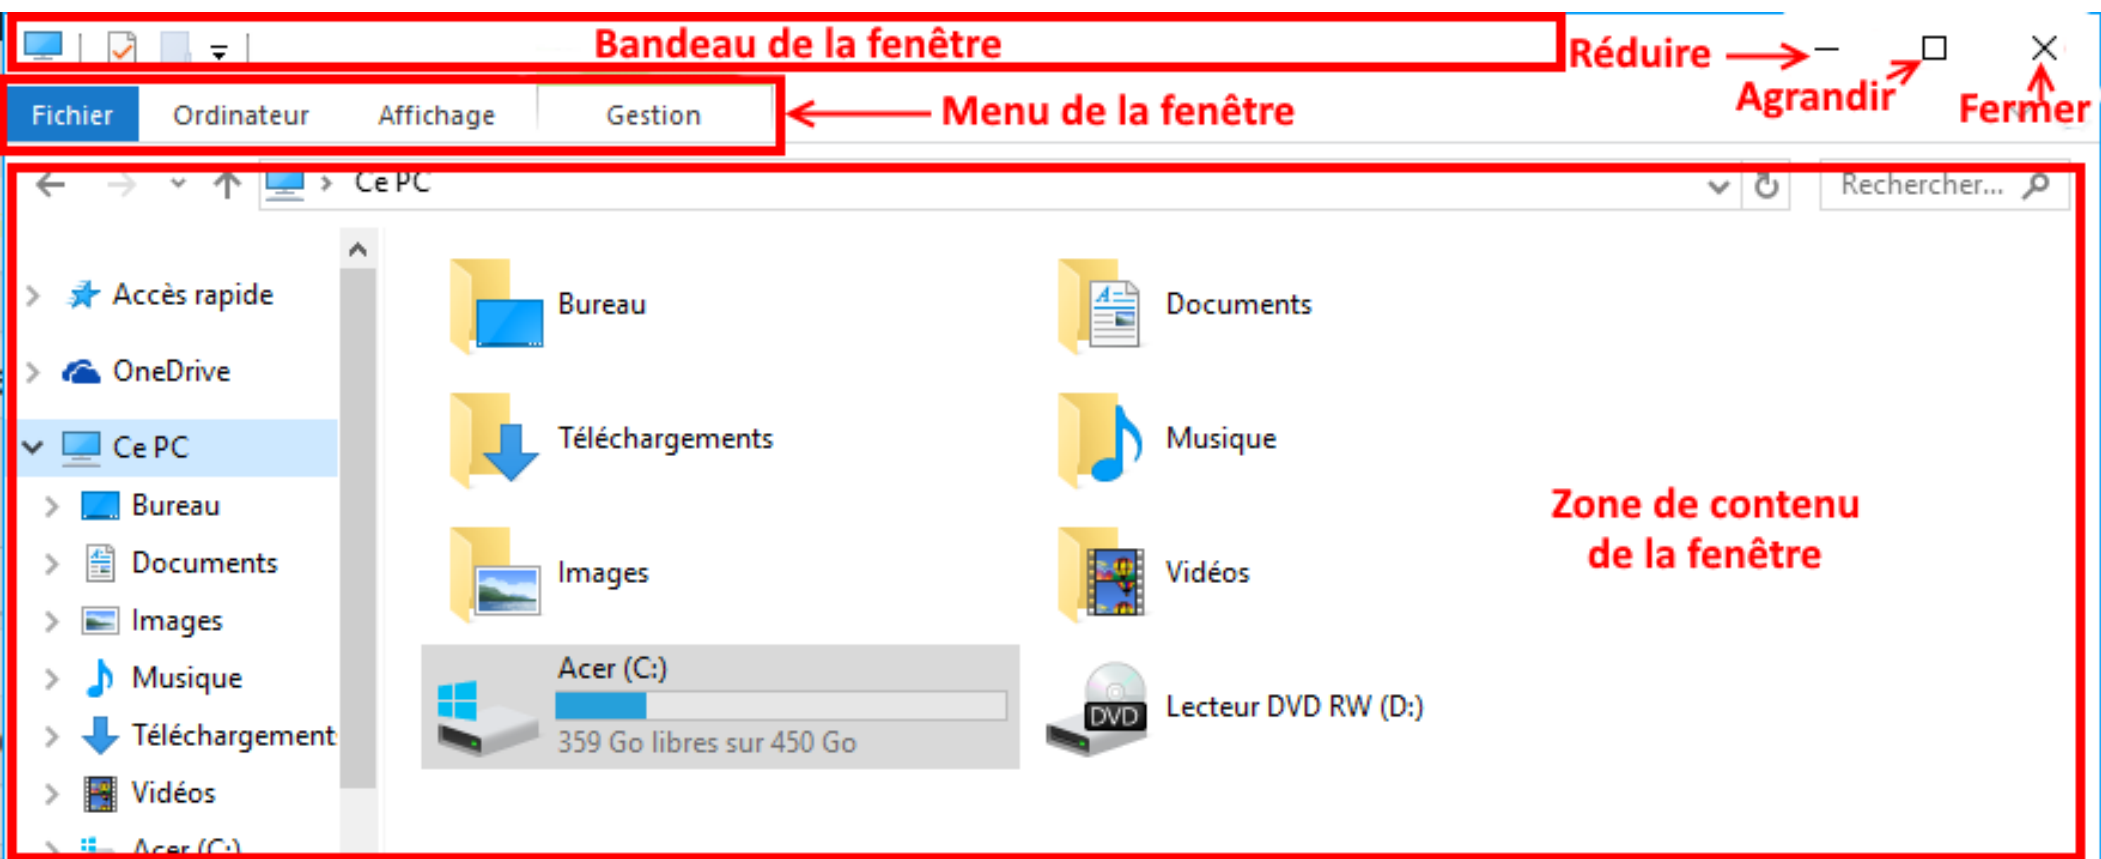 Bandeau de la fenêtre
Réduire
Agrandir
Fermer
Fichier Ordinateur Affichage Gestion
Menu de la fenêtre
Ce PC
Rechercher...
Accès rapide
OneDrive
Ce PC
Bureau
Documents
Images
Musique
Téléchargement
Vidéos
Acer (C:)
Bureau
Documents
Téléchargements
Musique
Images
Vidéos
Acer (C:)
359 Go libres sur 450 Go
DVD
Lecteur DVD RW (D:)
Zone de contenu
de la fenêtre